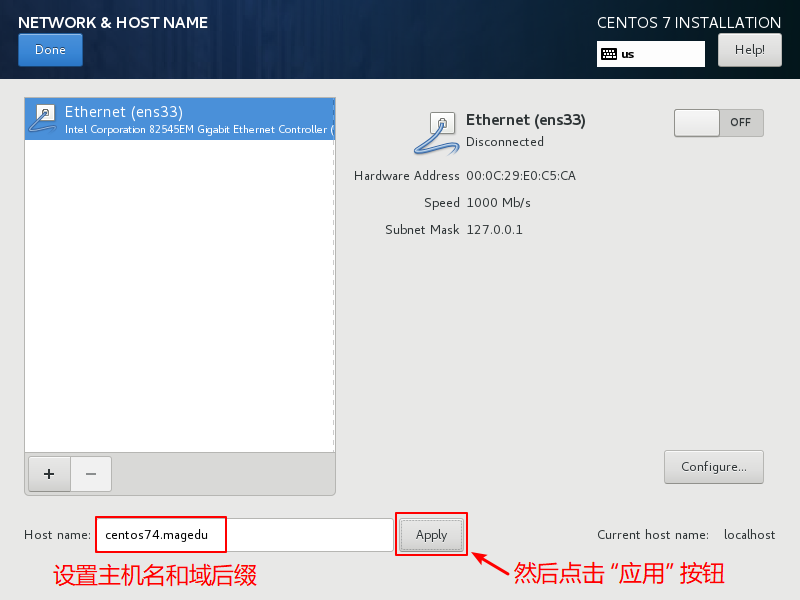 NETWORK & HOST NAME
CENTOS 7 INSTALLATION
Done
us
Help!
Ethernet (ens33)
Intel Corporation 82545EM Gigabit Ethernet Controller (
Ethernet (ens33)
Disconnected
OFF
Hardware Address 00:0C:29:E0:C5:CA
Speed 1000 Mb/s
Subnet Mask 127.0.0.1
+ −
Configure...
Host name: centos74.magedu
Apply
Current host name: localhost
设置主机名和域后缀
然后点击“应用”按钮